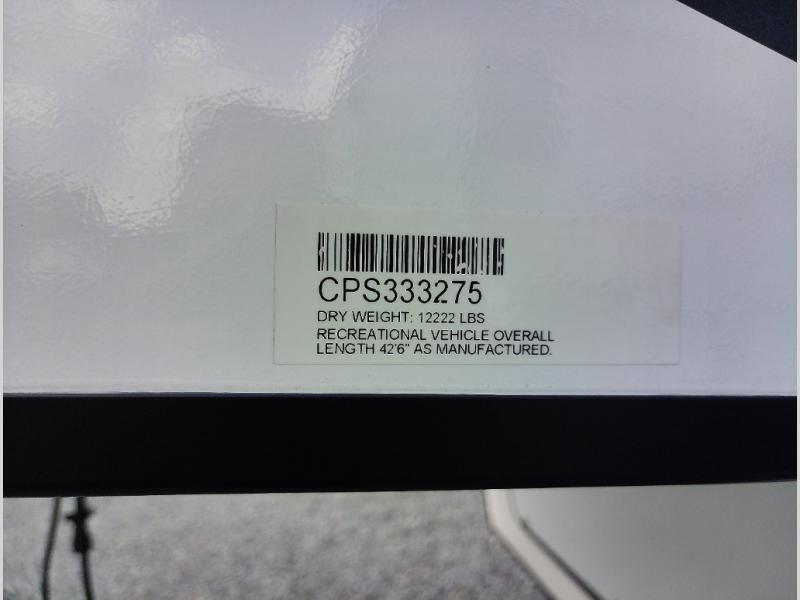 CPS333275
DRY WEIGHT: 12222 LBS
RECREATIONAL VEHICLE OVERALL
LENGTH 42'6" AS MANUFACTURED.